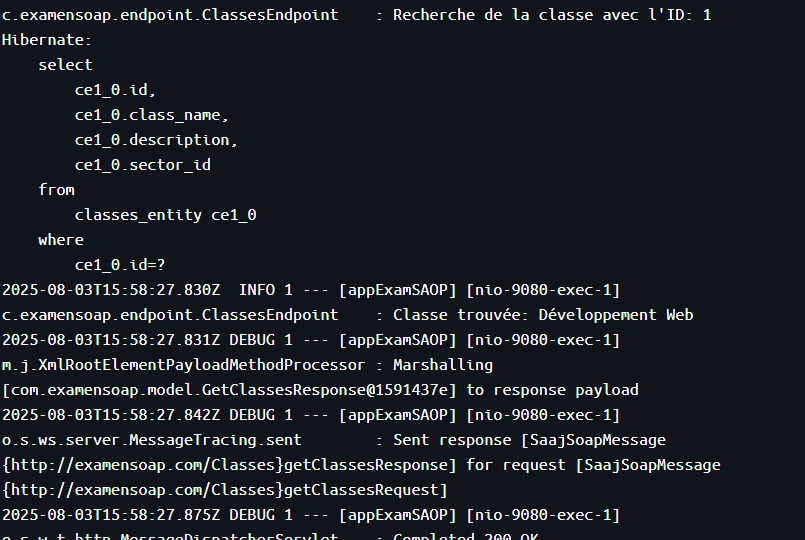 c.examensoap.endpoint.ClassesEndpoint    : Recherche de la classe avec l'ID: 1
Hibernate:
    select
        ce1_0.id,
        ce1_0.class_name,
        ce1_0.description,
        ce1_0.sector_id
    from
        classes_entity ce1_0
    where
        ce1_0.id=?
2025-08-03T15:58:27.830Z  INFO 1 --- [appExamSAOP] [nio-9080-exec-1]
c.examensoap.endpoint.ClassesEndpoint    : Classe trouvée: Développement Web
2025-08-03T15:58:27.831Z DEBUG 1 --- [appExamSAOP] [nio-9080-exec-1]
m.j.XmlRootElementPayloadMethodProcessor : Marshalling
[com.examensoap.model.GetClassesResponse@1591437e] to response payload
2025-08-03T15:58:27.842Z DEBUG 1 --- [appExamSAOP] [nio-9080-exec-1]
o.s.ws.server.MessageTracing.sent        : Sent response [SaajSoapMessage
{http://examensoap.com/Classes}getClassesResponse] for request [SaajSoapMessage
{http://examensoap.com/Classes}getClassesRequest]
2025-08-03T15:58:27.875Z DEBUG 1 --- [appExamSAOP] [nio-9080-exec-1]
o.s.w.t.http.MessageDispatcherServlet    : Completed 200 OK